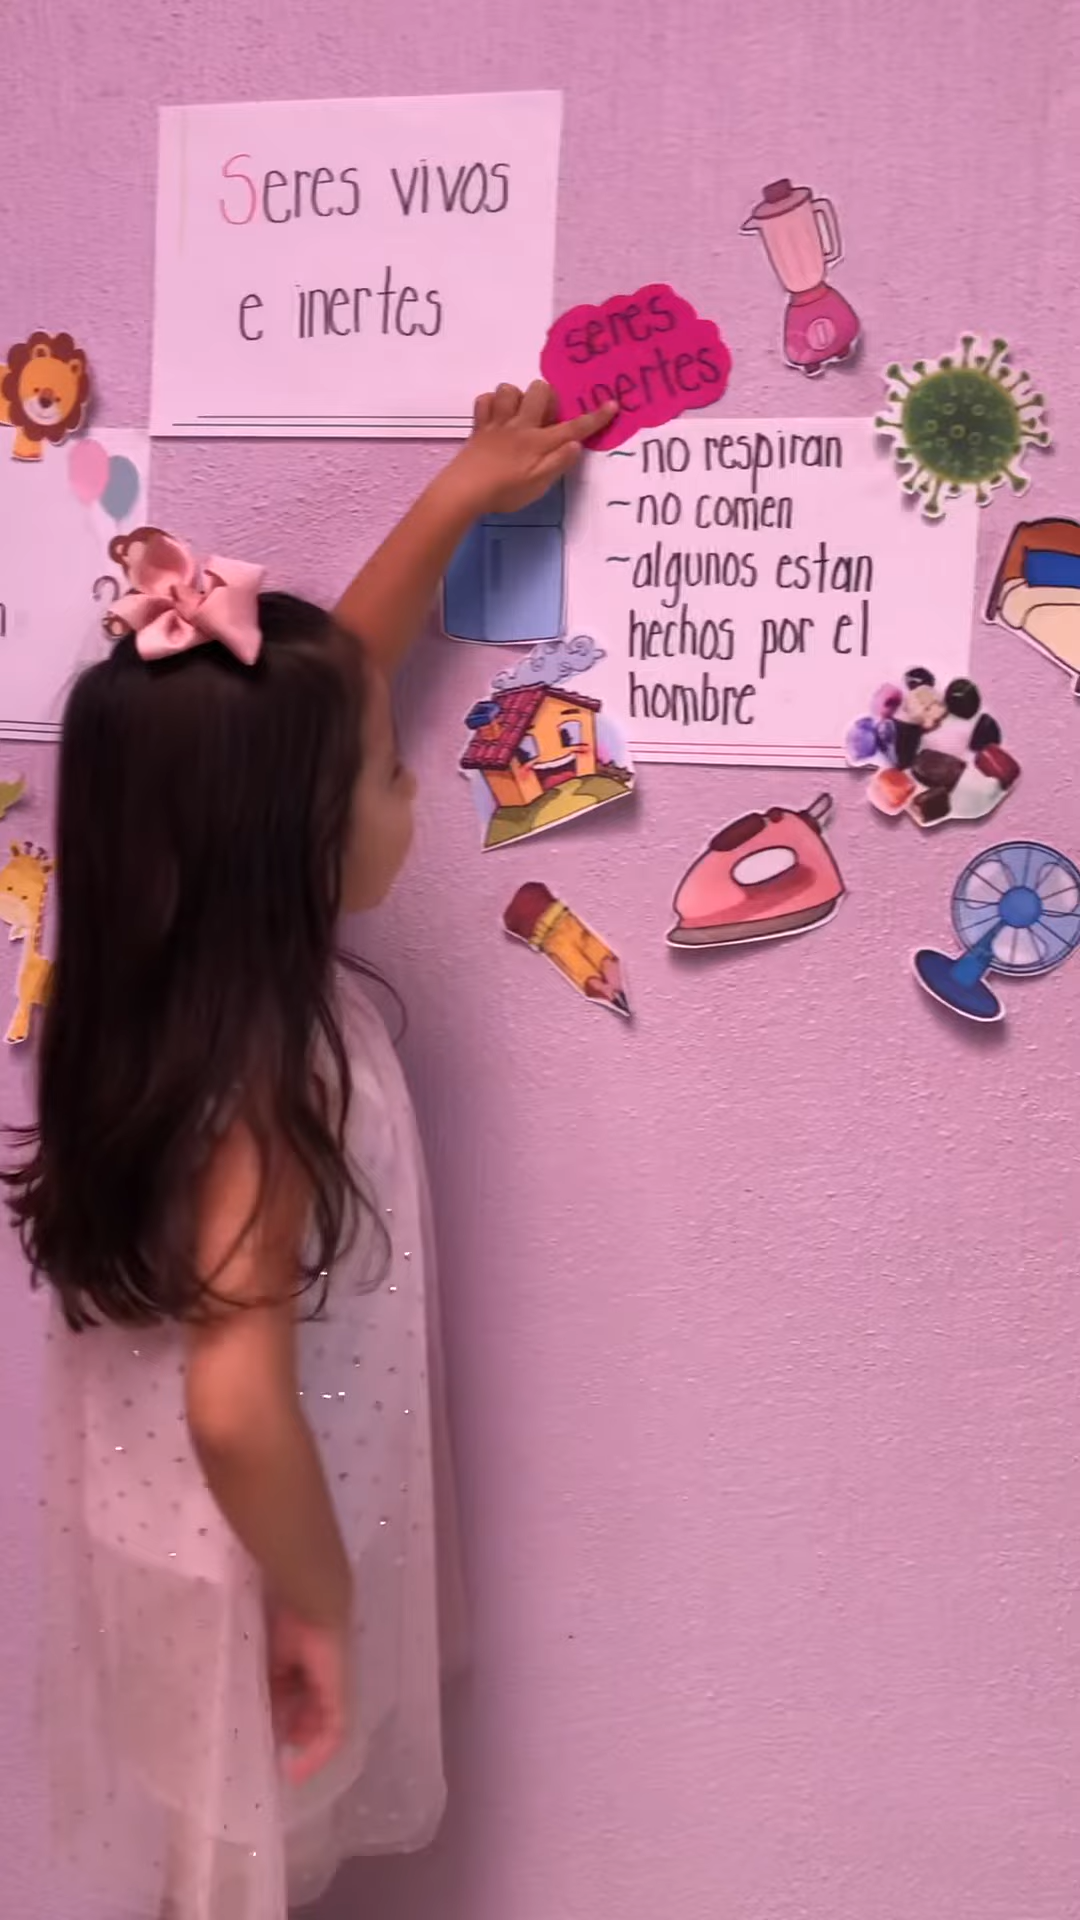 Seres vivos
e inertes
seres
inertes
~no respiran
~no comen
~algunos estan
hechos por el
hombre